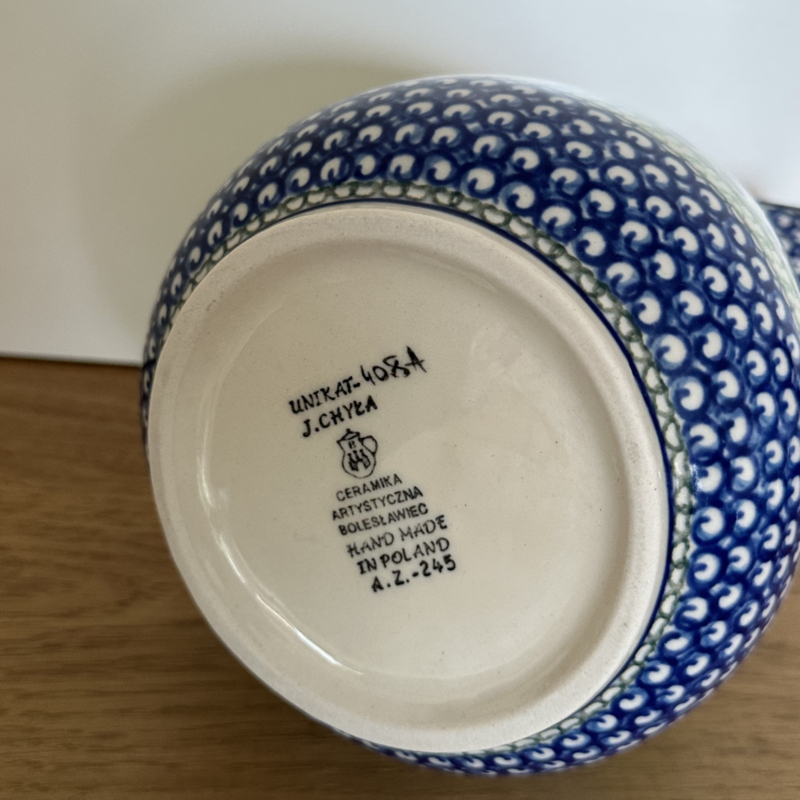 UNIKAT-408A
J.CHYŁA
CERAMIKA
ARTYSTYCZNA
BOLESŁAWIEC
HAND MADE
IN POLAND
A.Z.-245